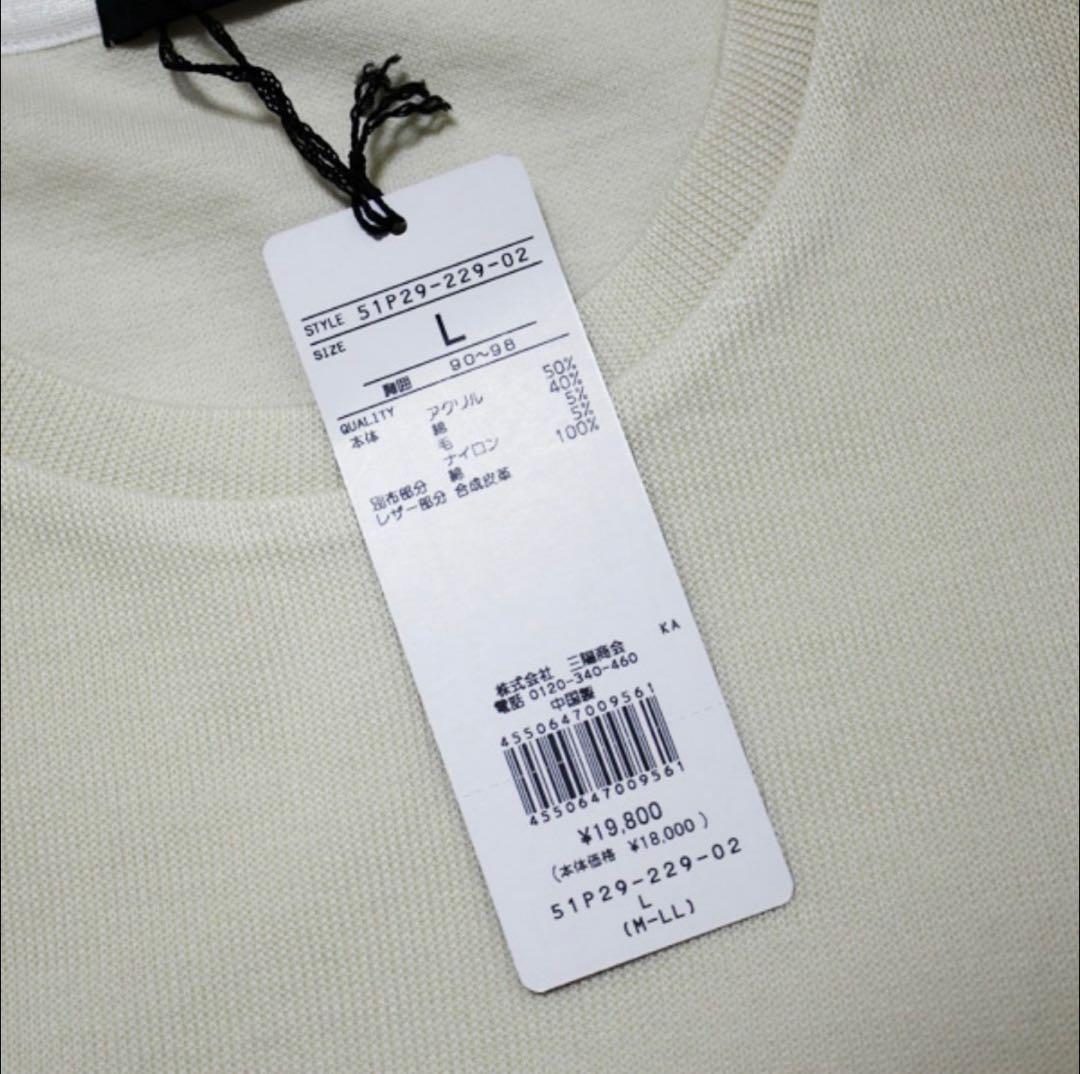 STYLE 51P29-229-02
SIZE L
胸囲 90~98
QUALITY
本体 アクリル 50%
綿 40%
毛 5%
ナイロン 5%
別布部分 綿 100%
レザー部分 合成皮革
KA
株式会社 三陽商会
電話 0120-340-460
中国製
4550647009561
4550647009561
¥19,800
(本体価格 ¥18,000 )
51P29-229-02
L
(M-LL)